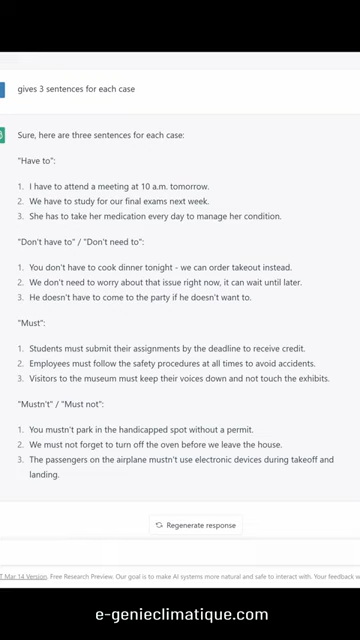 gives 3 sentences for each case
Sure, here are three sentences for each case:
"Have to":
1. I have to attend a meeting at 10 a.m. tomorrow.
2. We have to study for our final exams next week.
3. She has to take her medication every day to manage her condition.
"Don't have to" / "Don't need to":
1. You don't have to cook dinner tonight - we can order takeout instead.
2. We don't need to worry about that issue right now, it can wait until later.
3. He doesn't have to come to the party if he doesn't want to.
"Must":
1. Students must submit their assignments by the deadline to receive credit.
2. Employees must follow the safety procedures at all times to avoid accidents.
3. Visitors to the museum must keep their voices down and not touch the exhibits.
"Mustn't" / "Must not":
1. You mustn't park in the handicapped spot without a permit.
2. We must not forget to turn off the oven before we leave the house.
3. The passengers on the airplane mustn't use electronic devices during takeoff and
landing.
Regenerate response
T Mar 14 Version. Free Research Preview. Our goal is to make AI systems more natural and safe to interact with. Your feedback w
e-genieclimatique.com